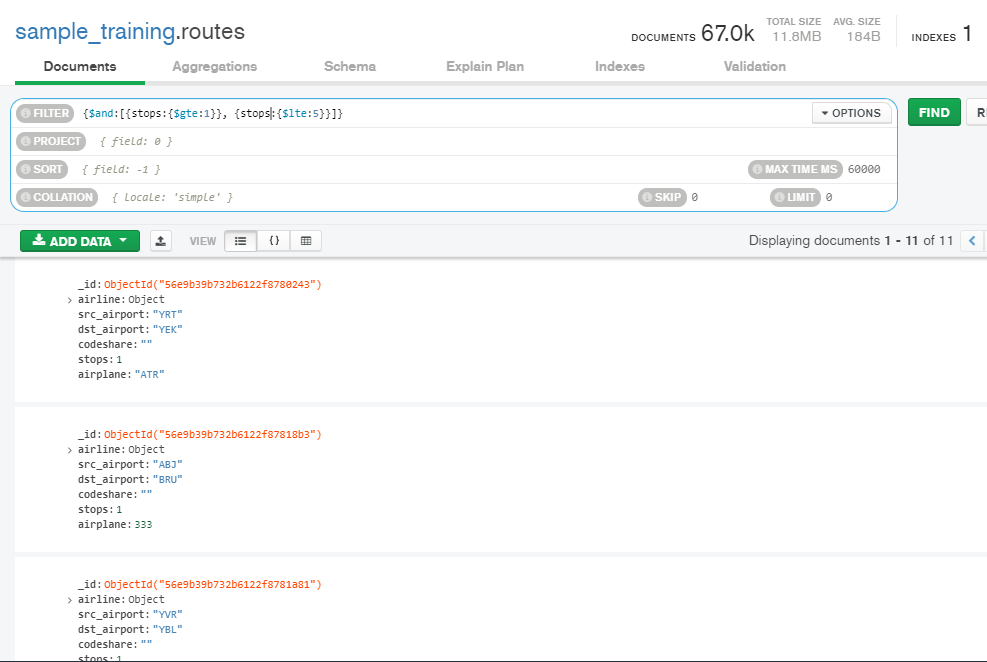 sample_training.routes
DOCUMENTS 67.0k TOTAL SIZE 11.8MB AVG. SIZE 184B INDEXES 1
Documents Aggregations Schema Explain Plan Indexes Validation
FILTER {$and:[{stops:{$gte:1}}, {stops:{$lte:5}}]} OPTIONS FIND
PROJECT { field: 0 }
SORT { field: -1 } MAX TIME MS 60000
COLLATION { locale: 'simple' } SKIP 0 LIMIT 0
ADD DATA VIEW {} Displaying documents 1 - 11 of 11 <
_id: ObjectId("56e9b39b732b6122f8780243")
> airline: Object
src_airport: "YRT"
dst_airport: "YEK"
codeshare: ""
stops: 1
airplane: "ATR"
_id: ObjectId("56e9b39b732b6122f87818b3")
> airline: Object
src_airport: "ABJ"
dst_airport: "BRU"
codeshare: ""
stops: 1
airplane: 333
_id: ObjectId("56e9b39b732b6122f8781a81")
> airline: Object
src_airport: "YVR"
dst_airport: "YBL"
codeshare: ""
stops: 1